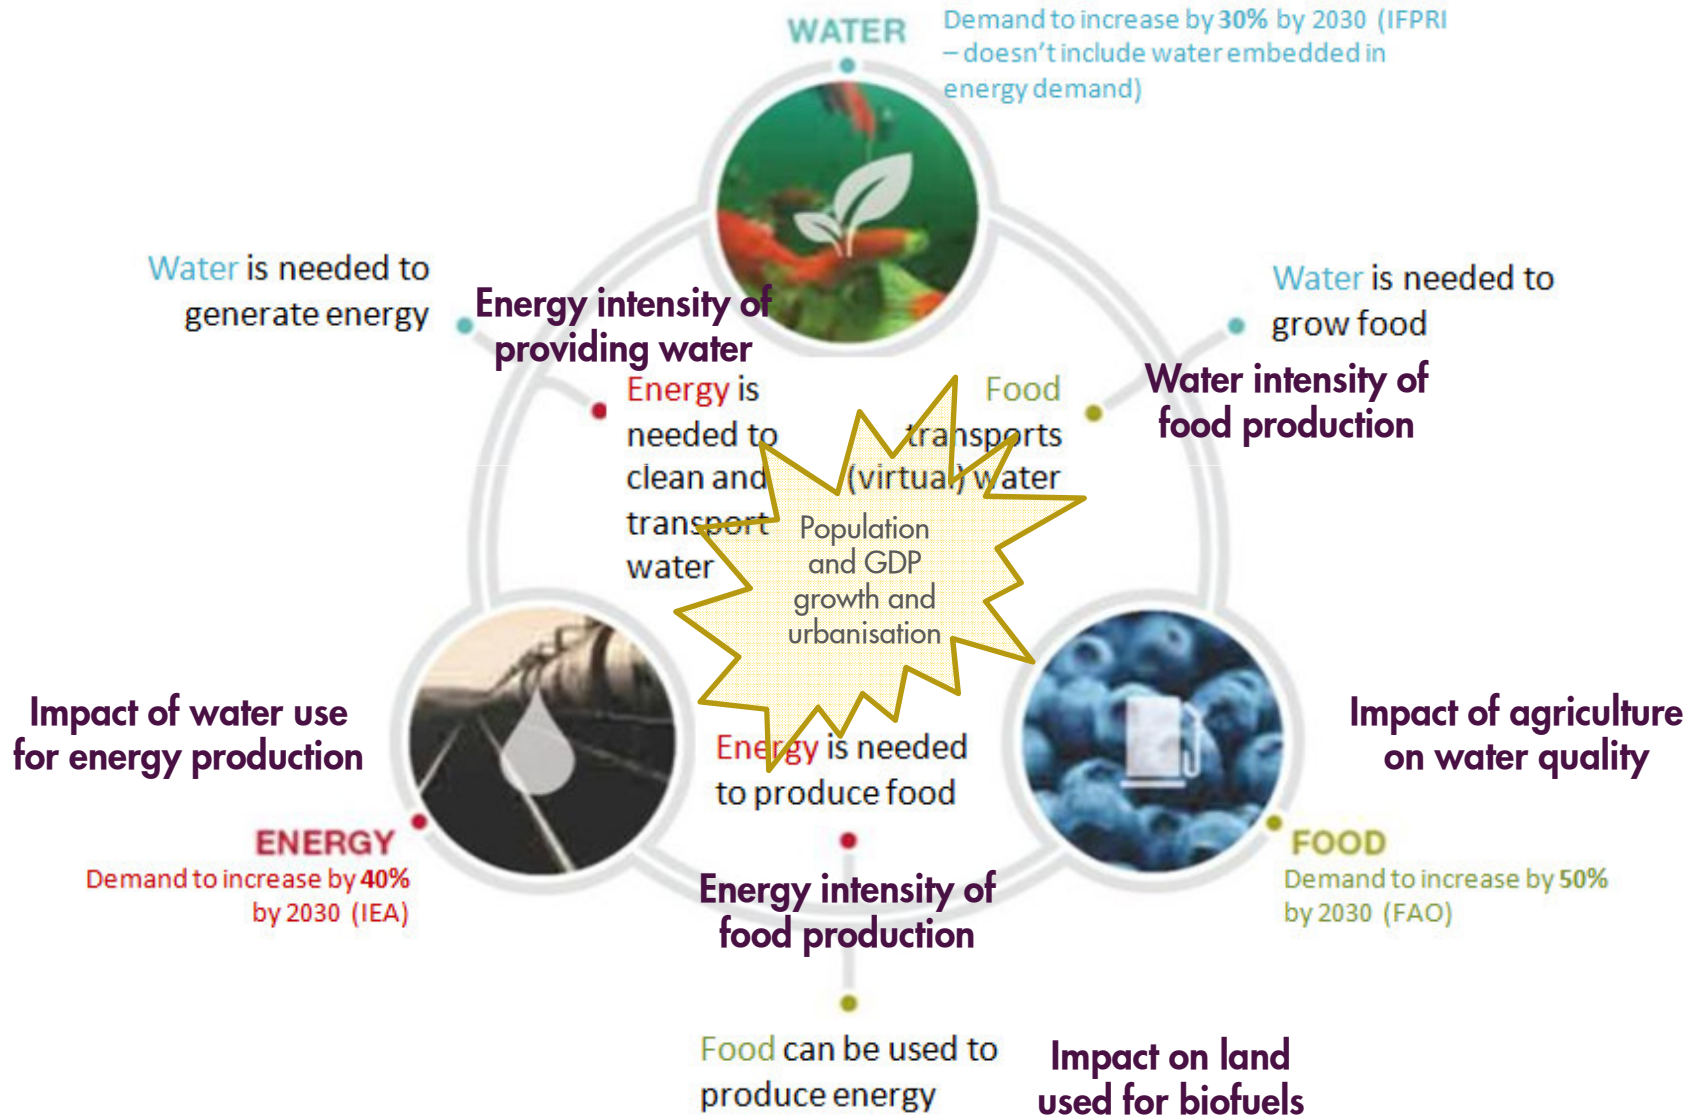 WATER
Demand to increase by 30% by 2030 (IFPRI
– doesn't include water embedded in
energy demand)
Water is needed to
generate energy
Energy intensity of
providing water
Water is needed to
grow food
Water intensity of
food production
Energy is
needed to
clean and
transport
water
Food
transports
(virtual) water
Population
and GDP
growth and
urbanisation
Impact of water use
for energy production
Impact of agriculture
on water quality
Energy is needed
to produce food
ENERGY
Demand to increase by 40%
by 2030 (IEA)
FOOD
Demand to increase by 50%
by 2030 (FAO)
Energy intensity of
food production
Food can be used to
produce energy
Impact on land
used for biofuels